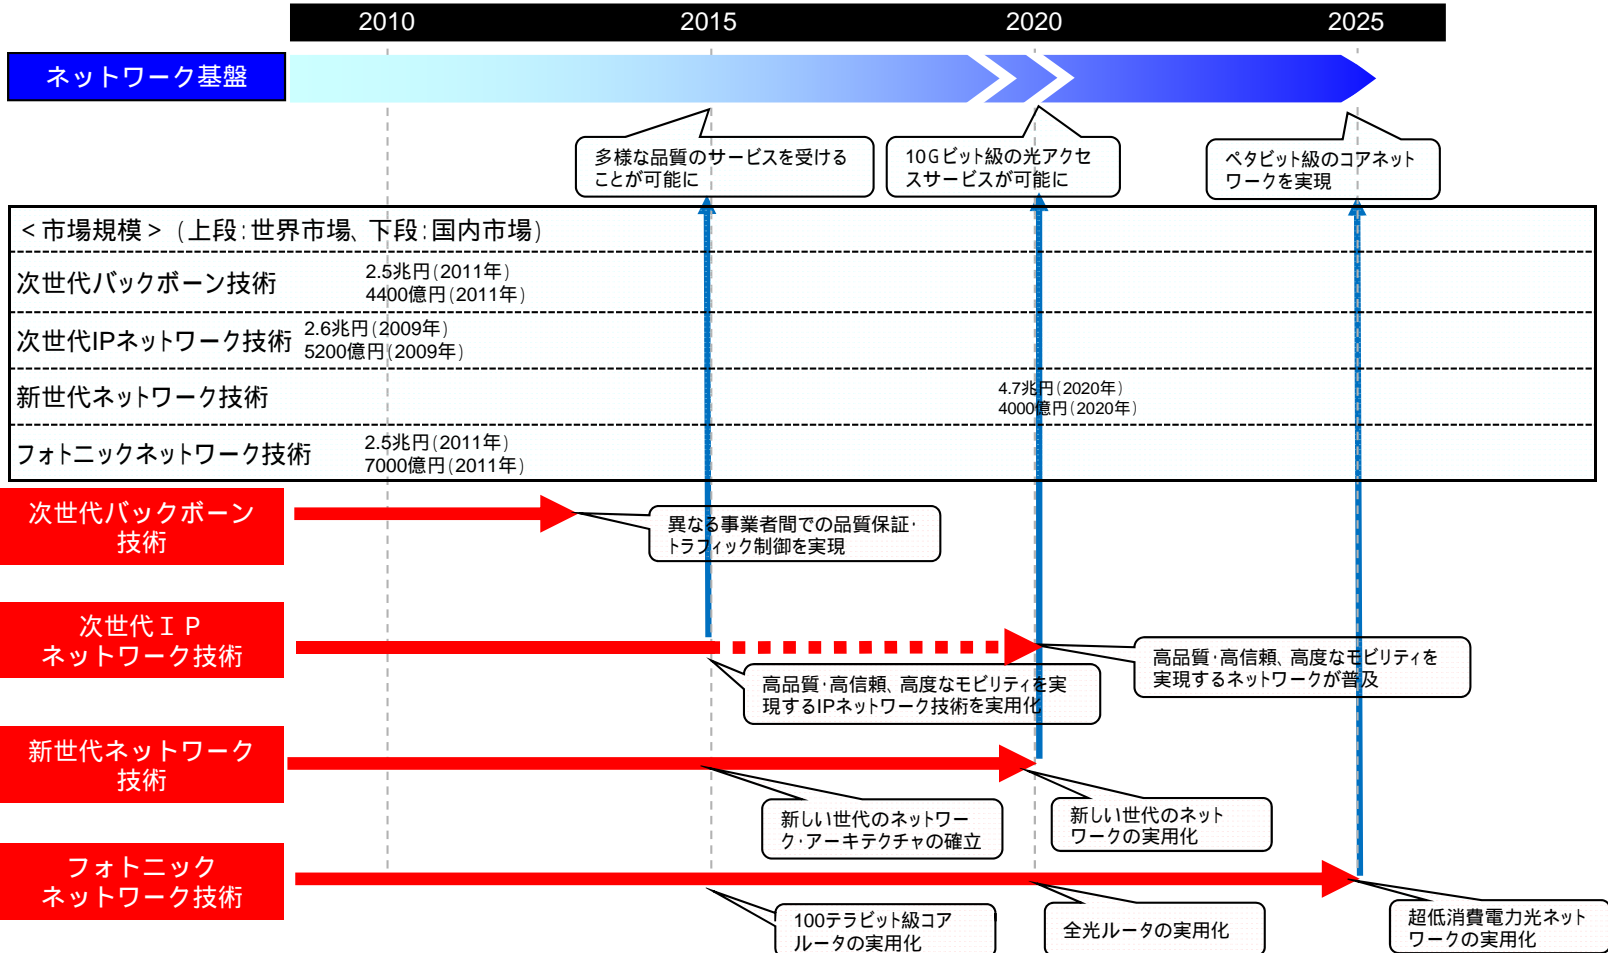 2010 2015 2020 2025
ネットワーク基盤
多様な品質のサービスを受ける
ことが可能に
10Gビット級の光アクセ
スサービスが可能に
ペタビット級のコアネット
ワークを実現
<市場規模> (上段:世界市場、下段:国内市場)
次世代バックボーン技術
2.5兆円(2011年)
4400億円(2011年)
次世代IPネットワーク技術
2.6兆円(2009年)
5200億円(2009年)
新世代ネットワーク技術
4.7兆円(2020年)
4000億円(2020年)
フォトニックネットワーク技術
2.5兆円(2011年)
7000億円(2011年)
次世代バックボーン
技術
異なる事業者間での品質保証・
トラフィック制御を実現
次世代IP
ネットワーク技術
高品質・高信頼、高度なモビリティを実
現するIPネットワーク技術を実用化
高品質・高信頼、高度なモビリティを
実現するネットワークが普及
新世代ネットワーク
技術
新しい世代のネットワー
ク・アーキテクチャの確立
新しい世代のネット
ワークの実用化
フォトニック
ネットワーク技術
100テラビット級コア
ルータの実用化
全光ルータの実用化
超低消費電力光ネット
ワークの実用化